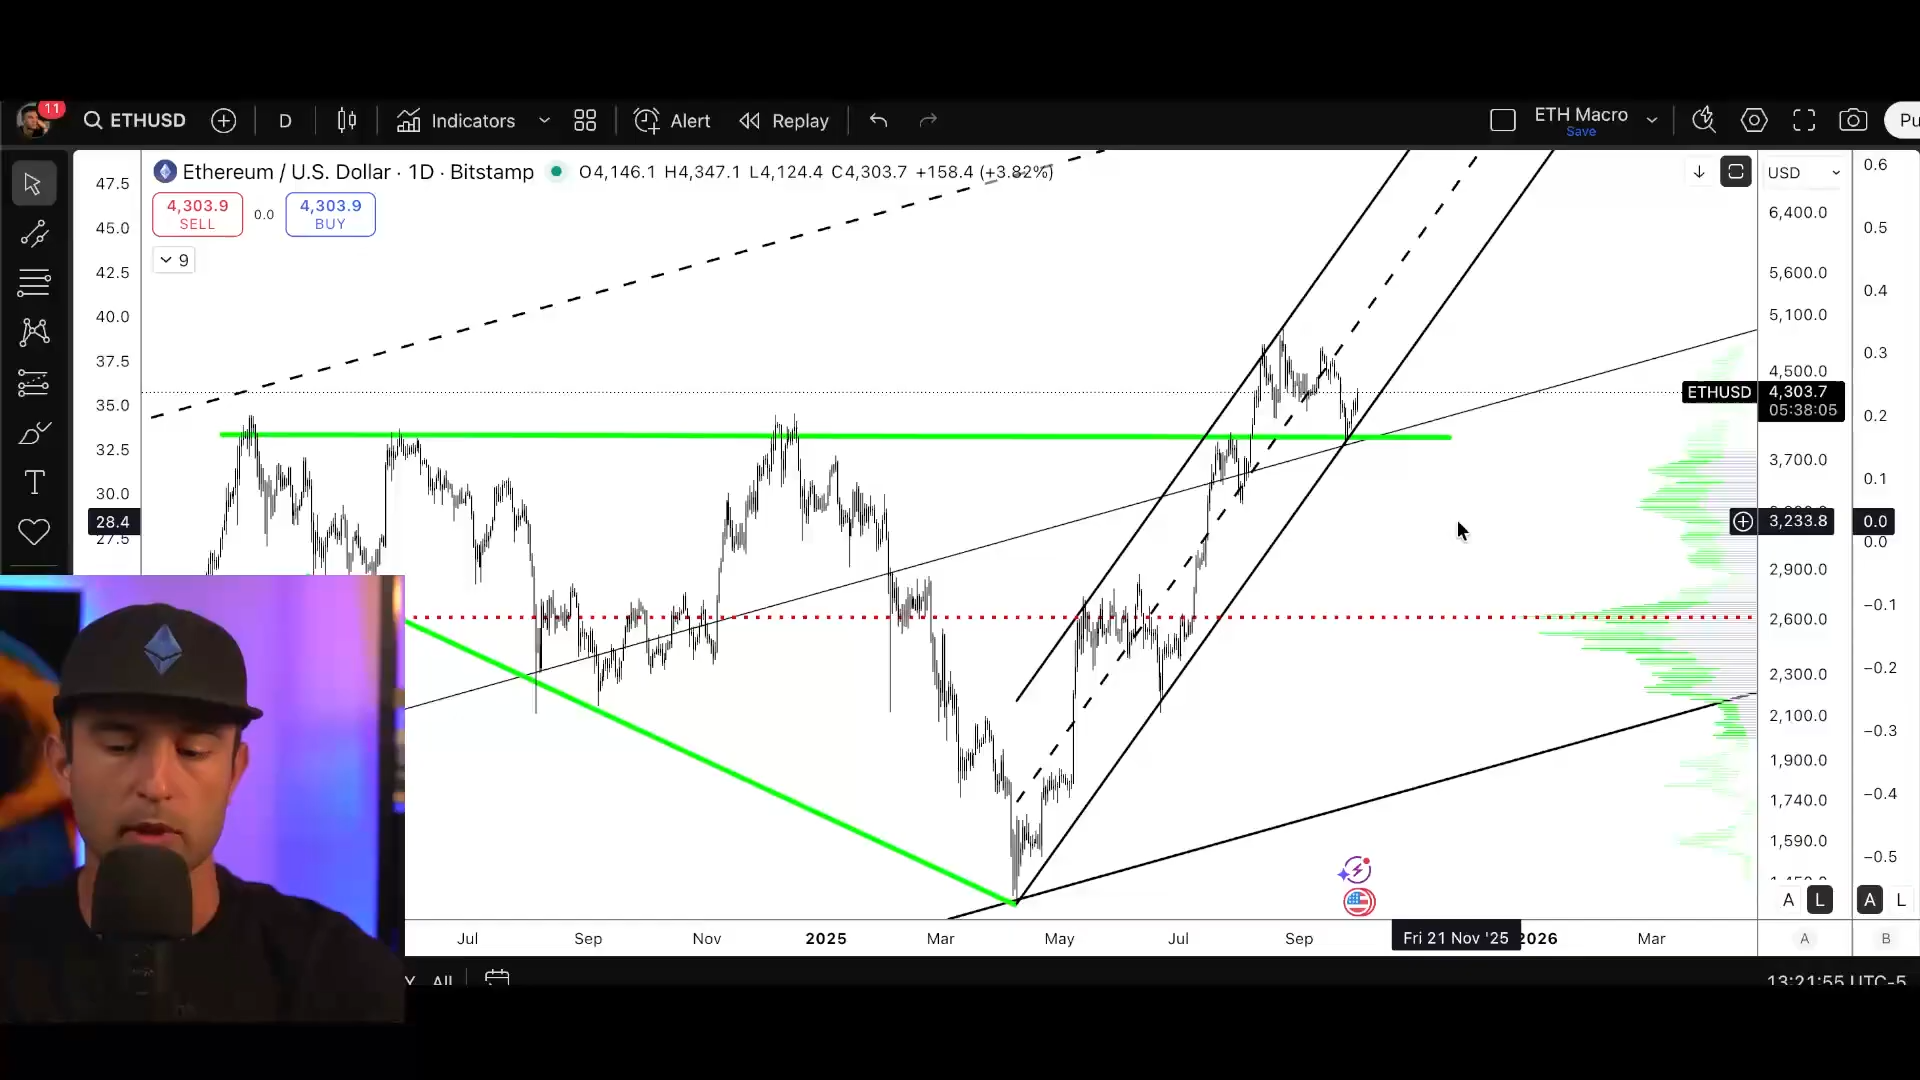 11
ETHUSD
D
Indicators
Alert
Replay
ETH Macro
Save
Pu
Ethereum / U.S. Dollar · 1D · Bitstamp
O4,146.1 H4,347.1 L4,124.4 C4,303.7 +158.4 (+3.82%)
4,303.9
SELL
0.0
4,303.9
BUY
9
47.5
45.0
42.5
40.0
37.5
35.0
32.5
30.0
28.4
27.5
USD
6,400.0
5,600.0
5,100.0
4,500.0
ETHUSD
4,303.7
05:38:05
3,700.0
3,233.8
2,900.0
2,600.0
2,300.0
2,100.0
1,900.0
1,740.0
1,590.0
A
L
0.6
0.5
0.4
0.3
0.2
0.1
0.0
0.0
−0.1
−0.2
−0.3
−0.4
−0.5
A
L
Jul
Sep
Nov
2025
Mar
May
Jul
Sep
Fri 21 Nov '25
2026
Mar
A
B
Y
All
13:21:55 UTC-5